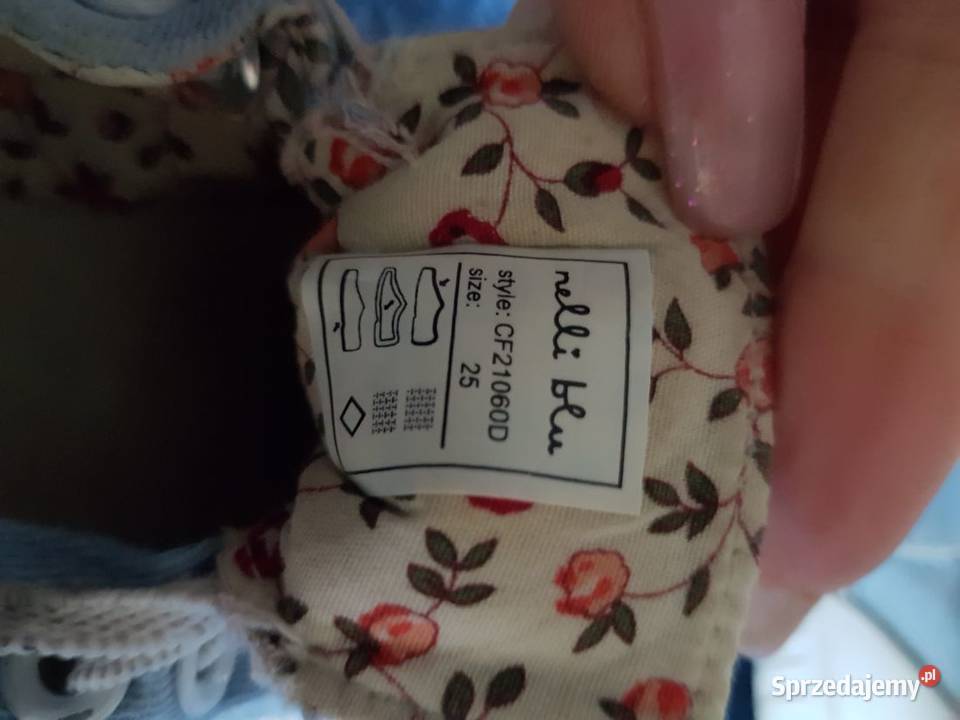 nelli blu
style: CF21060D
size: 25
Sprzedajemy.pl